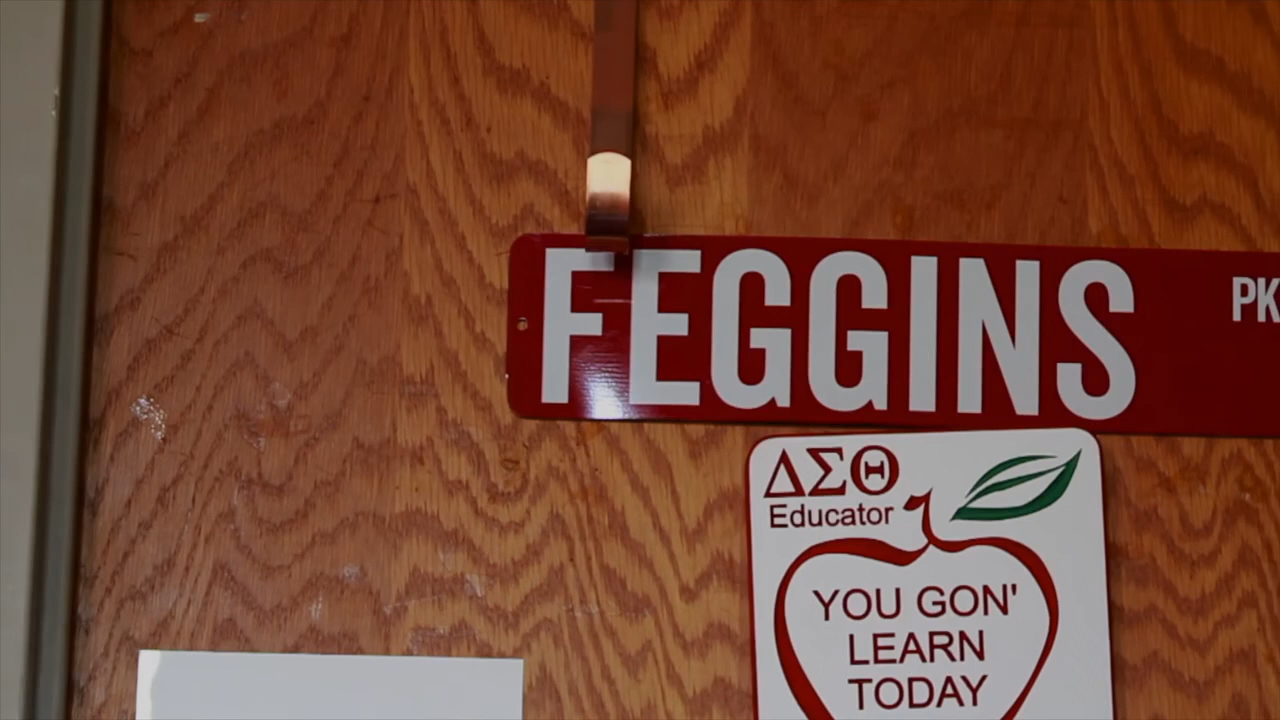 FEGGINS
PK
ΔΣΘ
Educator
YOU GON'
LEARN
TODAY